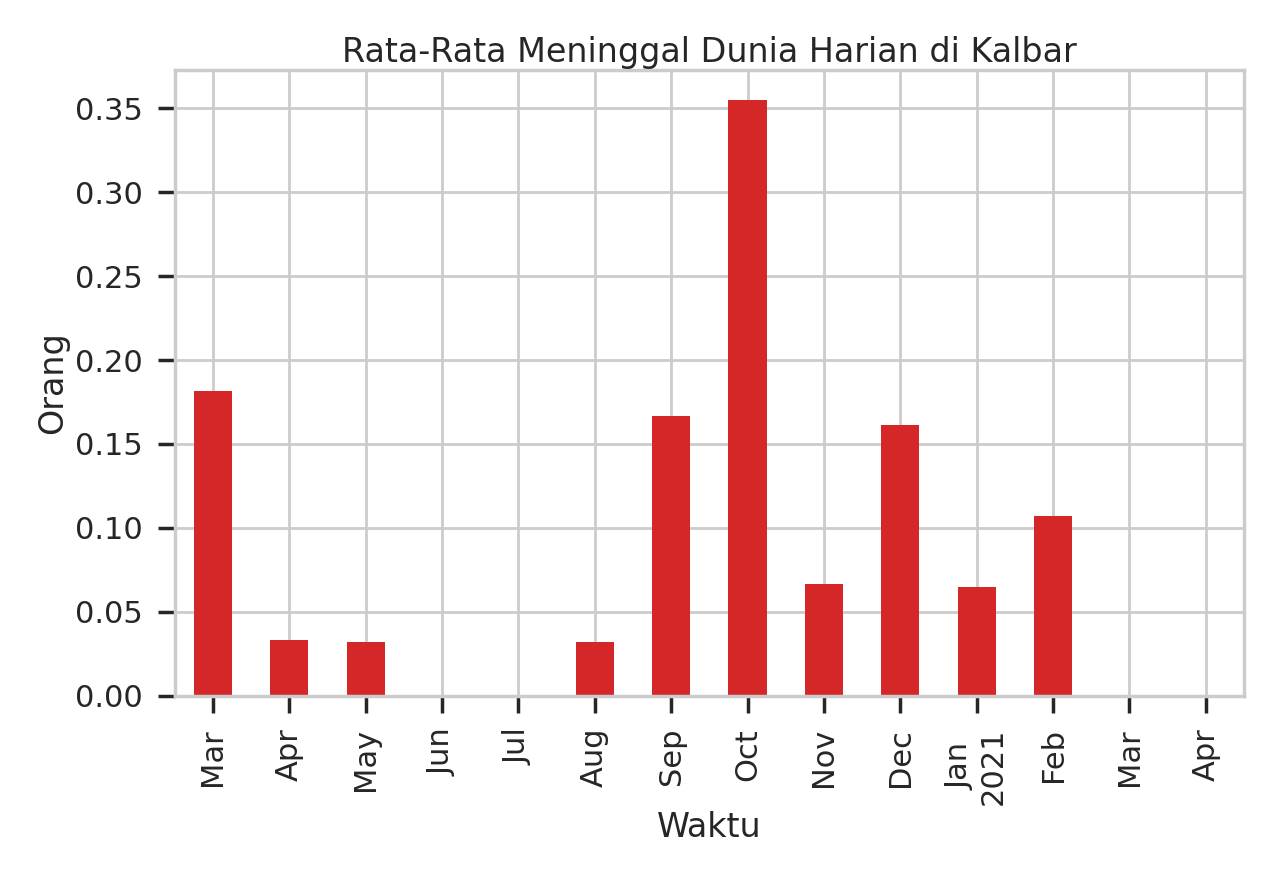 Rata-Rata Meninggal Dunia Harian di Kalbar
0.35
0.30
0.25
0.20
0.15
0.10
0.05
0.00
Orang
Mar
Apr
May
Jun
Jul
Aug
Sep
Oct
Nov
Dec
Jan
2021
Feb
Mar
Apr
Waktu